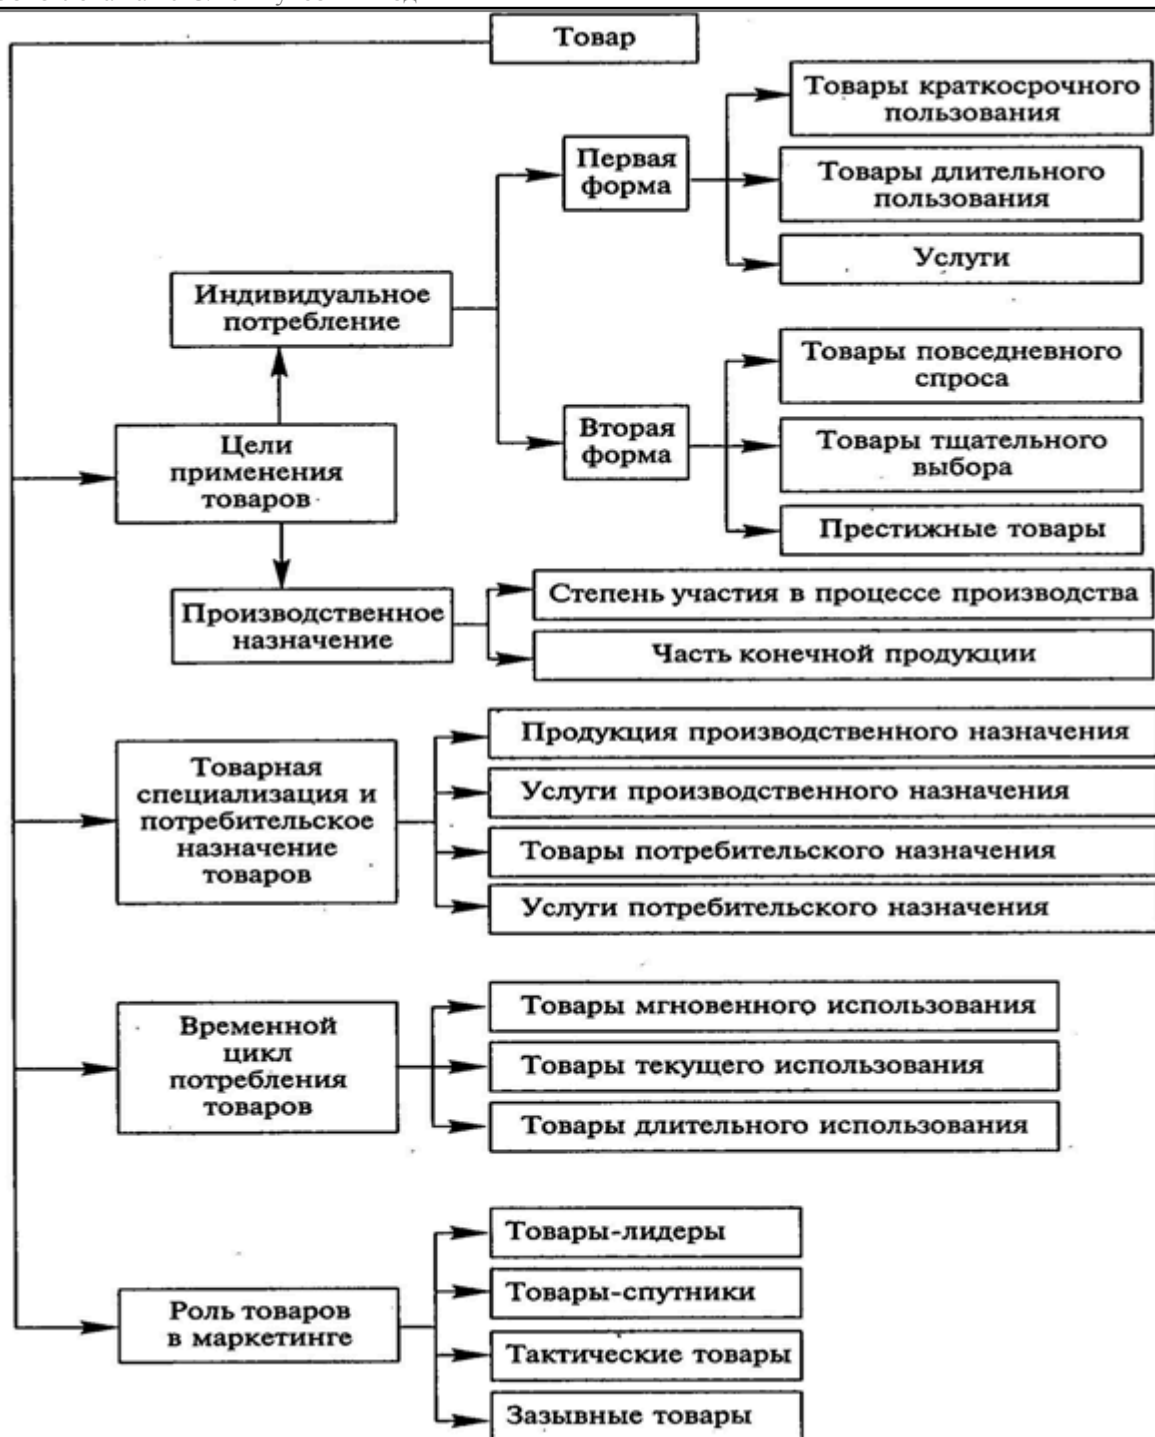 Товар
Товары краткосрочного
пользования
Первая
форма
Товары длительного
пользования
Услуги
Индивидуальное
потребление
Товары повседневного
спроса
Вторая
форма
Товары тщательного
выбора
Престижные товары
Цели
применения
товаров
Производственное
назначение
Степень участия в процессе производства
Часть конечной продукции
Товарная
специализация и
потребительское
назначение
товаров
Продукция производственного назначения
Услуги производственного назначения
Товары потребительского назначения
Услуги потребительского назначения
Временной
цикл
потребления
товаров
Товары мгновенного использования
Товары текущего использования
Товары длительного использования
Роль товаров
в маркетинге
Товары-лидеры
Товары-спутники
Тактические товары
Зазывные товары